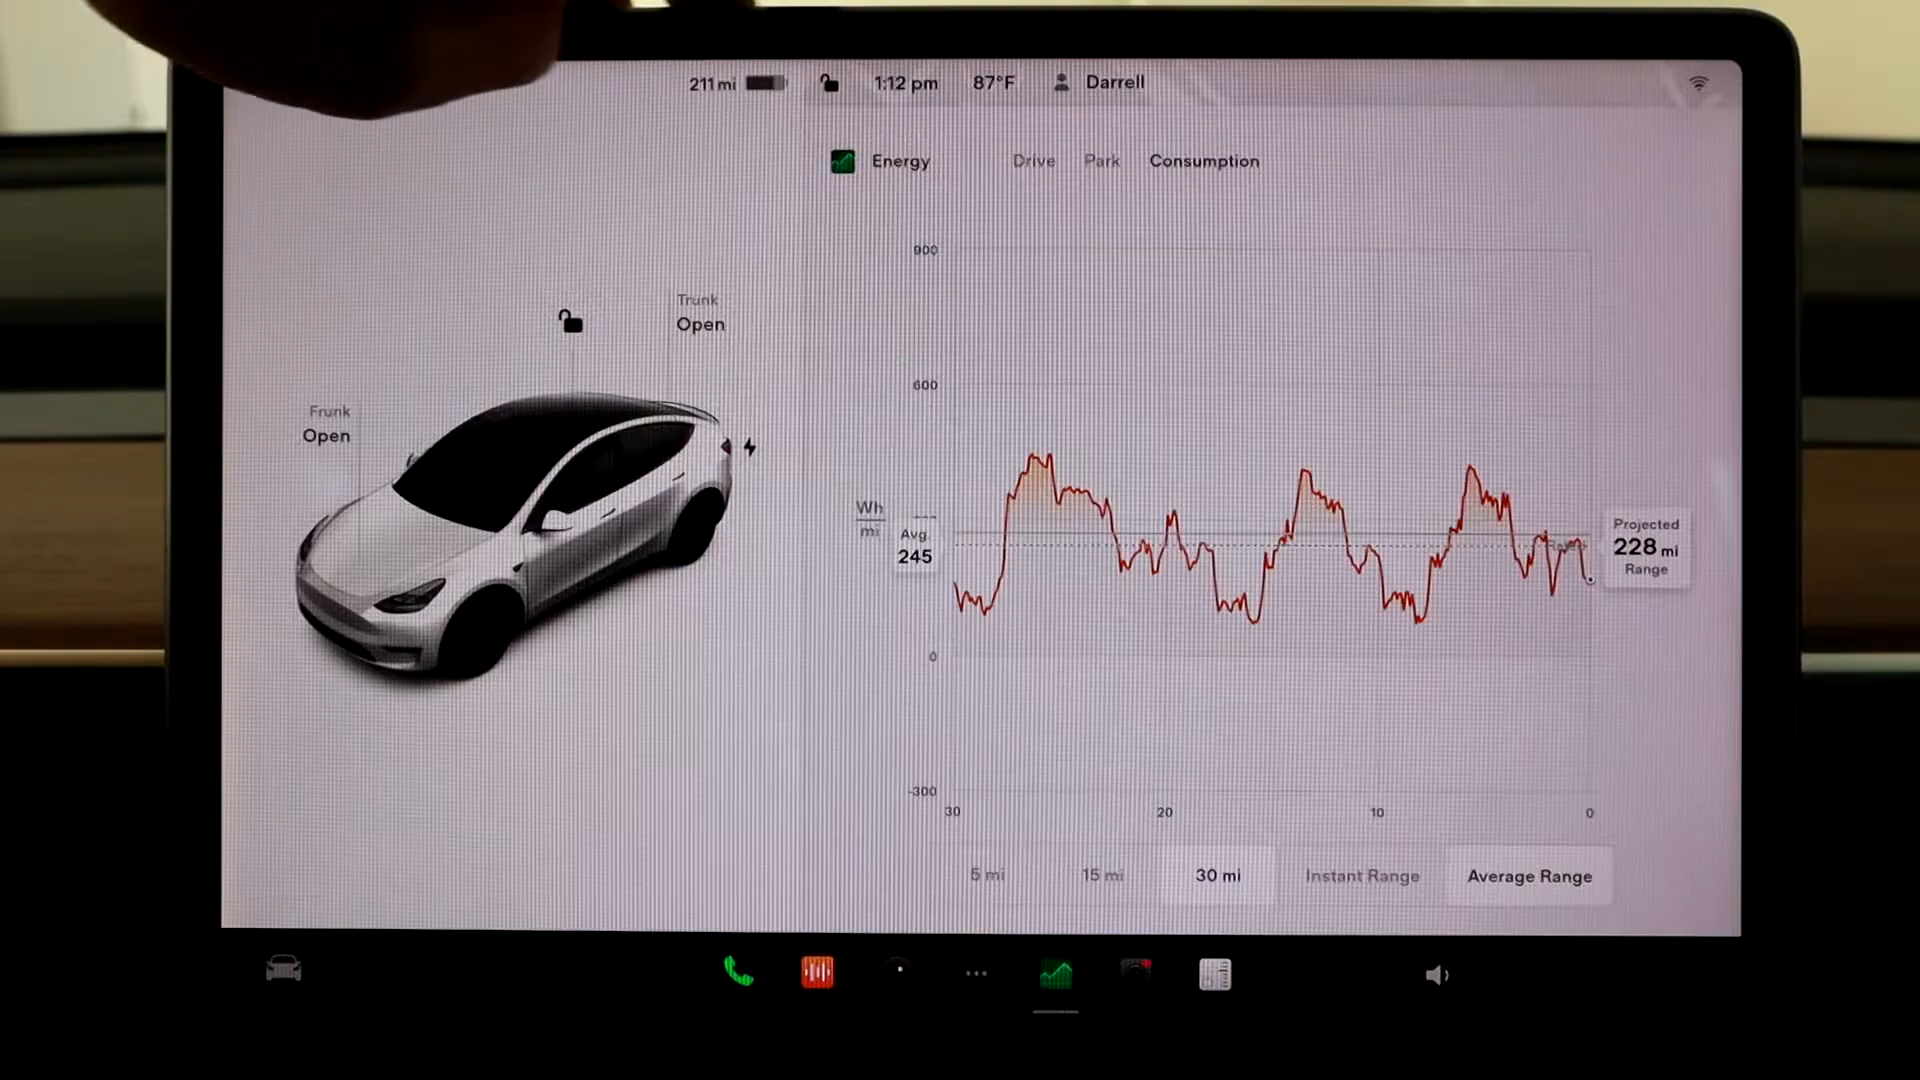 211 mi
1:12 pm
87°F
Darrell
Energy
Drive
Park
Consumption
Trunk
Open
Frunk
Open
900
600
Wh
mi
Avg
245
0
-300
30
20
10
0
Projected
228 mi
Range
5 mi
15 mi
30 mi
Instant Range
Average Range